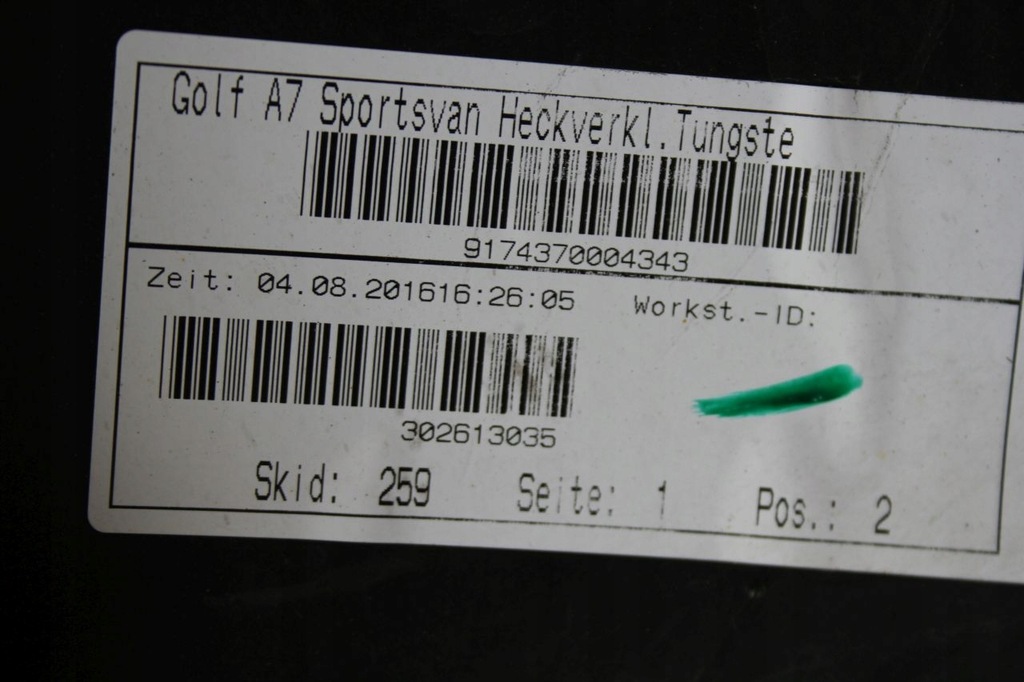 Golf A7 Sportsvan Heckverkl.Tungste
9174370004343
Zeit: 04.08.201616:26:05 Workst.-ID:
302613035
Skid: 259 Seite: 1 Pos.: 2